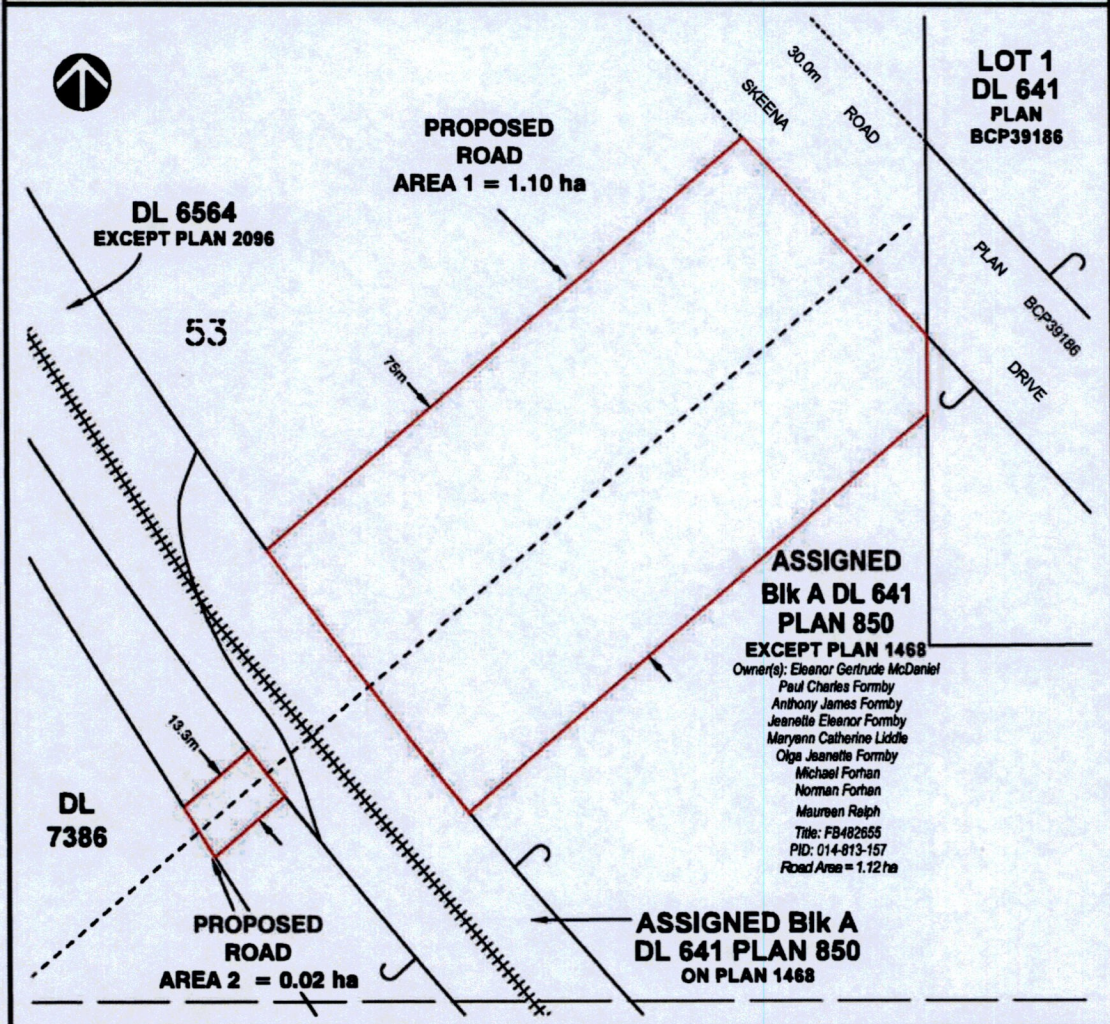 30.0m
SKEENA
ROAD
LOT 1
DL 641
PLAN
BCP39186
PROPOSED
ROAD
AREA 1 = 1.10 ha
DL 6564
EXCEPT PLAN 2096
53
PLAN
BCP39186
DRIVE
75m
ASSIGNED
Blk A DL 641
PLAN 850
EXCEPT PLAN 1468
Owner(s): Eleanor Gertrude McDaniel
Paul Charles Formby
Anthony James Formby
Jeanette Eleanor Formby
Maryann Catherine Liddle
Olga Jeanette Formby
Michael Forhan
Norman Forhan
Maureen Ralph
Title: FB482655
PID: 014-813-157
Road Area = 1.12 ha
13.3m
DL
7386
PROPOSED
ROAD
AREA 2 = 0.02 ha
ASSIGNED Blk A
DL 641 PLAN 850
ON PLAN 1468